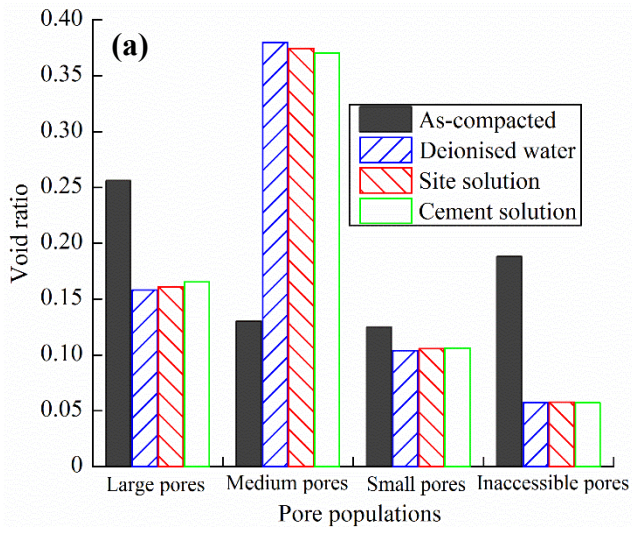 (a)
0.40
0.35
0.30
0.25
0.20
0.15
0.10
0.05
0
Void ratio
As-compacted
Deionised water
Site solution
Cement solution
Large pores
Medium pores
Small pores
Inaccessible pores
Pore populations